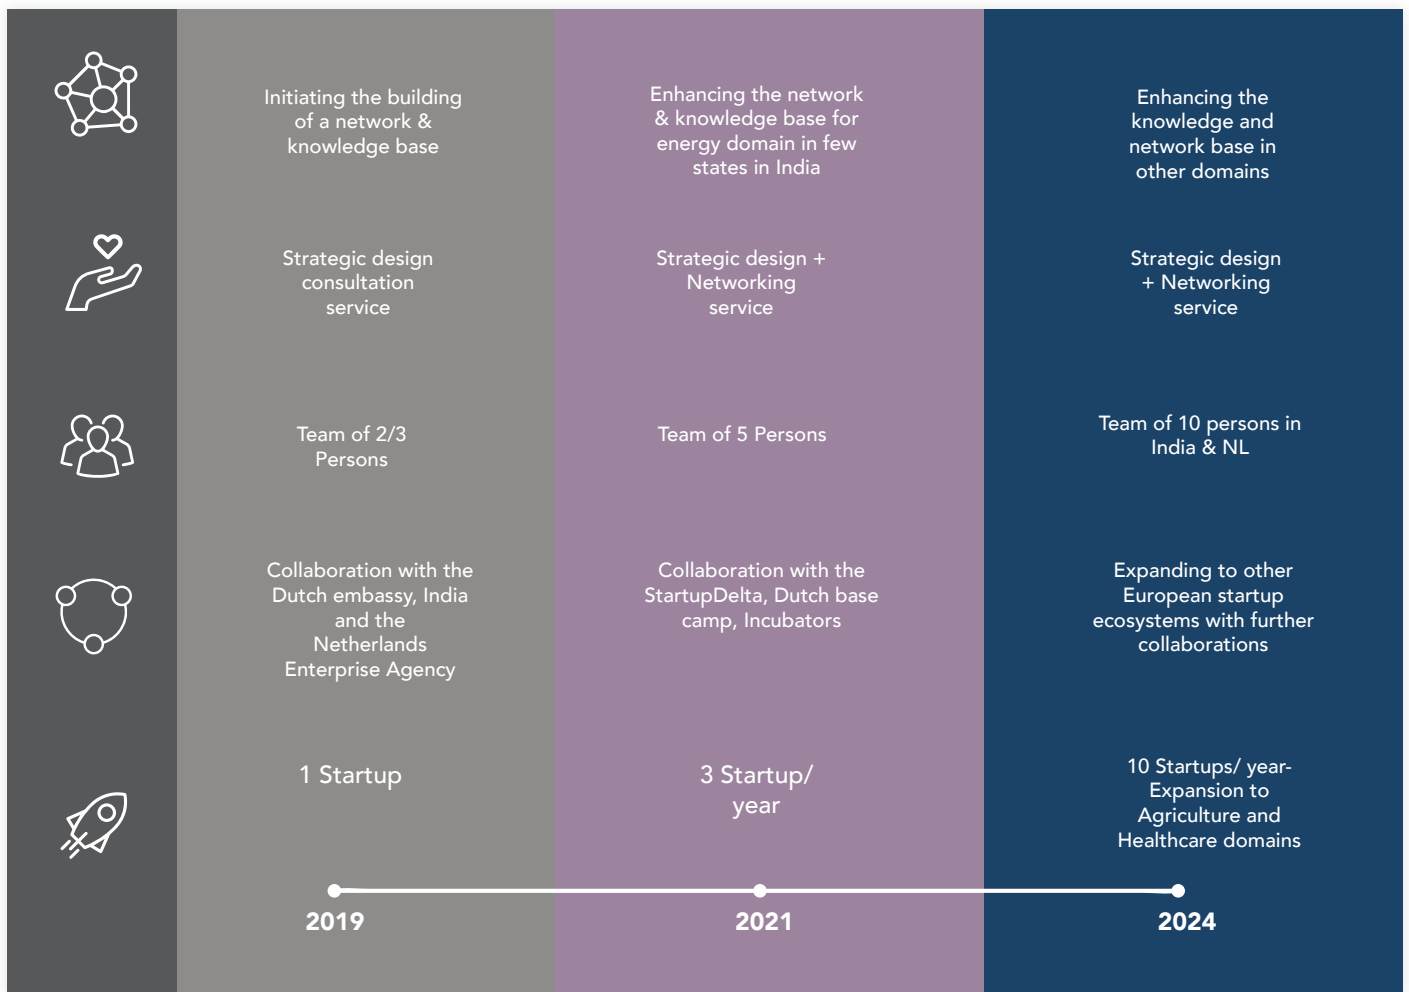 Initiating the building
of a network &
knowledge base
Enhancing the network
& knowledge base for
energy domain in few
states in India
Enhancing the
knowledge and
network base in
other domains
Strategic design
consultation
service
Strategic design +
Networking
service
Strategic design
+ Networking
service
Team of 2/3
Persons
Team of 5 Persons
Team of 10 persons in
India & NL
Collaboration with the
Dutch embassy, India
and the
Netherlands
Enterprise Agency
Collaboration with the
StartupDelta, Dutch base
camp, Incubators
Expanding to other
European startup
ecosystems with further
collaborations
1 Startup
3 Startup/
year
10 Startups/ year-
Expansion to
Agriculture and
Healthcare domains
2019
2021
2024